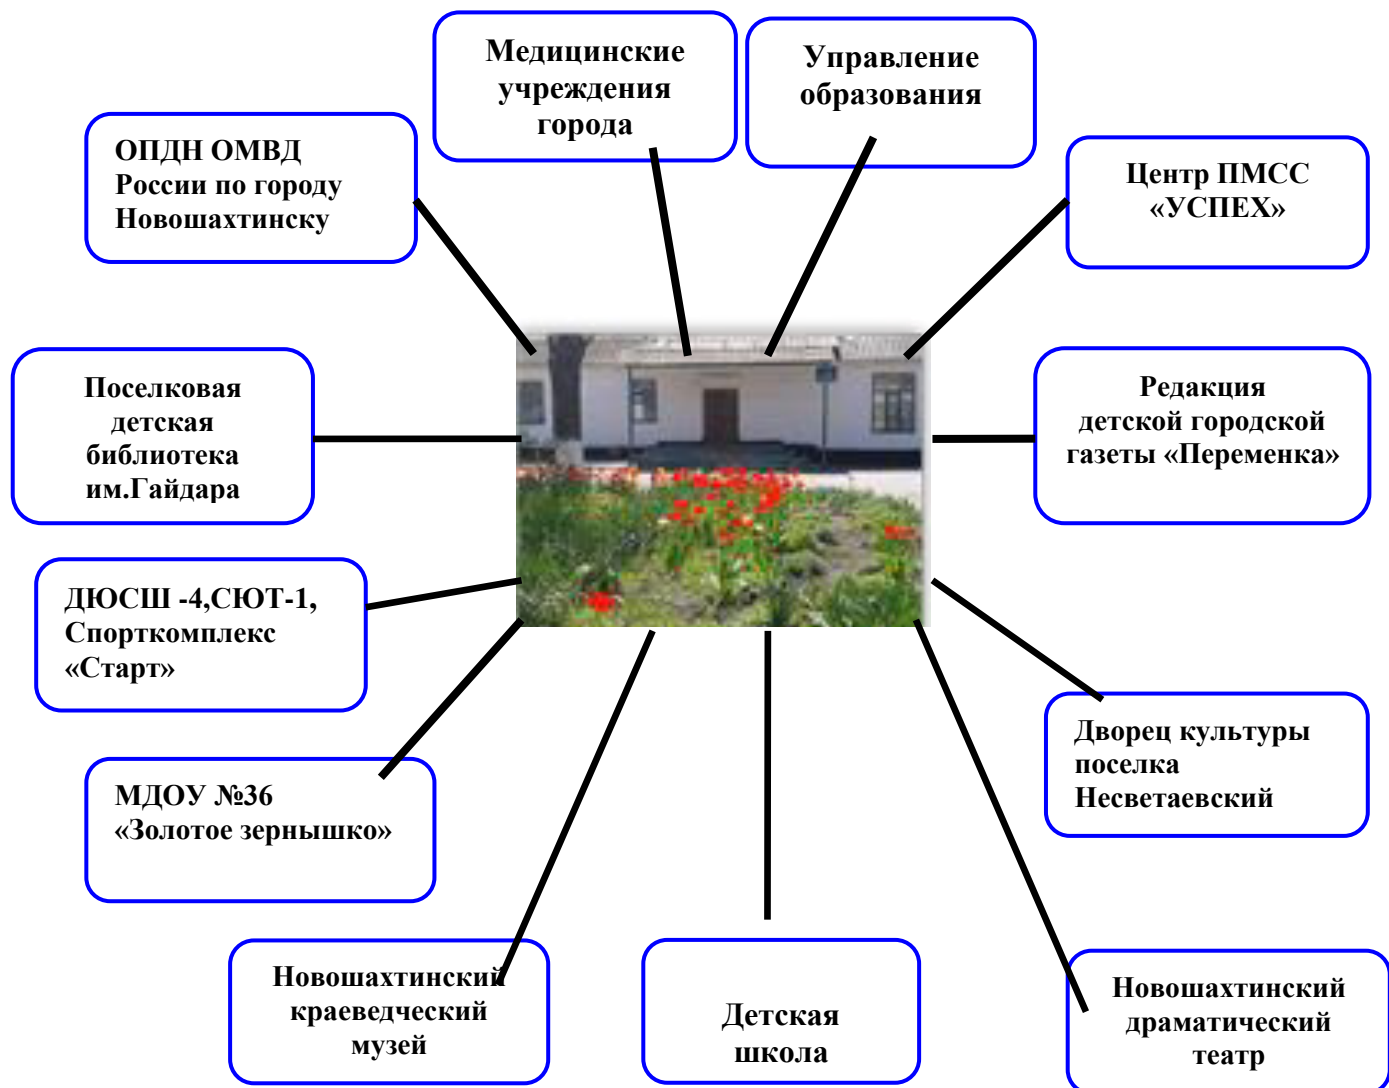 Медицинские
учреждения
города
Управление
образования
ОПДН ОМВД
России по городу
Новошахтинску
Центр ПМСС
«УСПЕХ»
Поселковая
детская
библиотека
им.Гайдара
Редакция
детской городской
газеты «Переменка»
ДЮСШ -4,СЮТ-1,
Спорткомплекс
«Старт»
Дворец культуры
поселка
Несветаевский
МДОУ №36
«Золотое зернышко»
Новошахтинский
краеведческий
музей
Детская
школа
Новошахтинский
драматический
театр